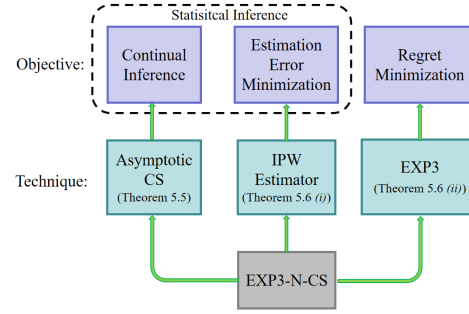 Statisitcal Inference
Objective:
Continual
Inference
Estimation
Error
Minimization
Regret
Minimization
Technique:
Asymptotic
CS
(Theorem 5.5)
IPW
Estimator
(Theorem 5.6 (i))
EXP3
(Theorem 5.6 (ii))
EXP3-N-CS